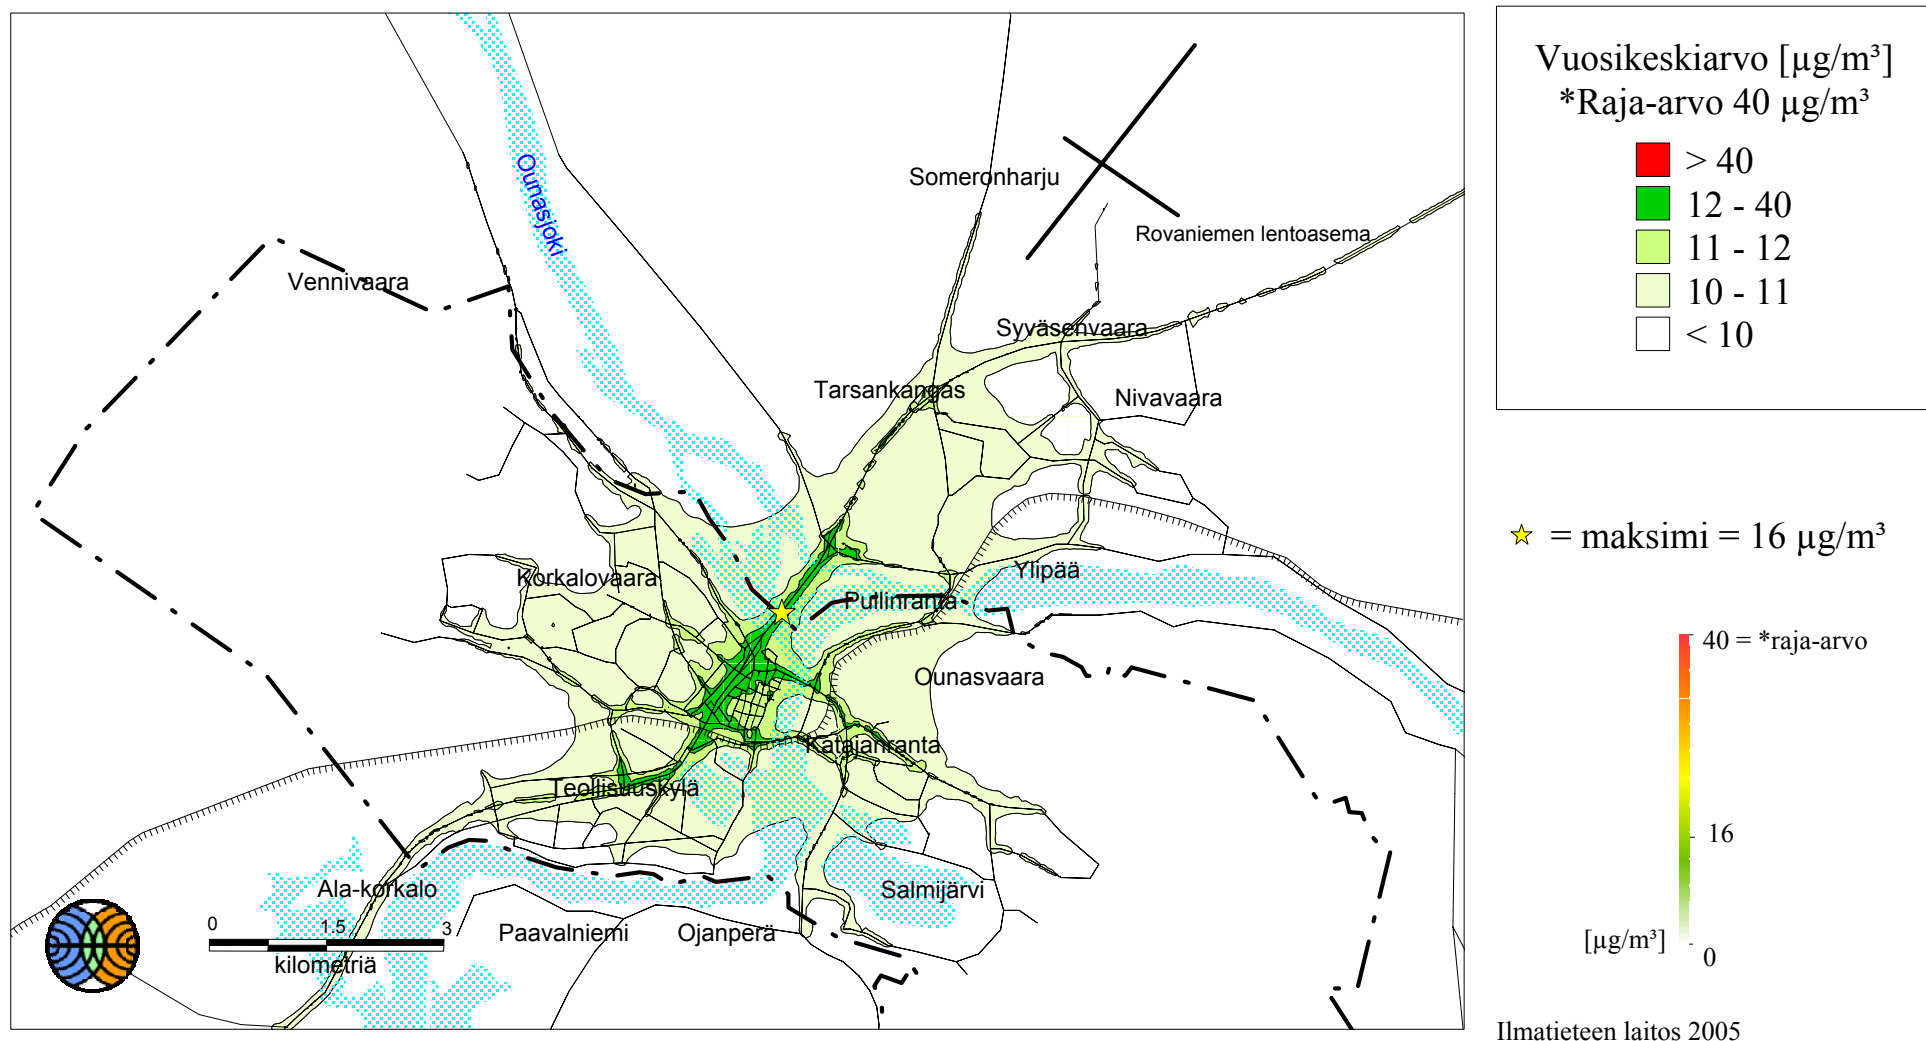 Ounasjoki
Someronharju
Rovaniemen lentoasema
Vennivaara
Syväsenvaara
Tarsankangas
Nivavaara
Korkalovaara
Ylipää
Pullinranta
Ounasvaara
Katajanranta
Teollisuuskylä
Ala-korkalo
Salmijärvi
Paavalniemi
Ojanperä
0 1.5 3
kilometriä
Vuosikeskiarvo [µg/m³]
*Raja-arvo 40 µg/m³
> 40
12 - 40
11 - 12
10 - 11
< 10
= maksimi = 16 µg/m³
40 = *raja-arvo
16
[µg/m³]
0
Ilmatieteen laitos 2005